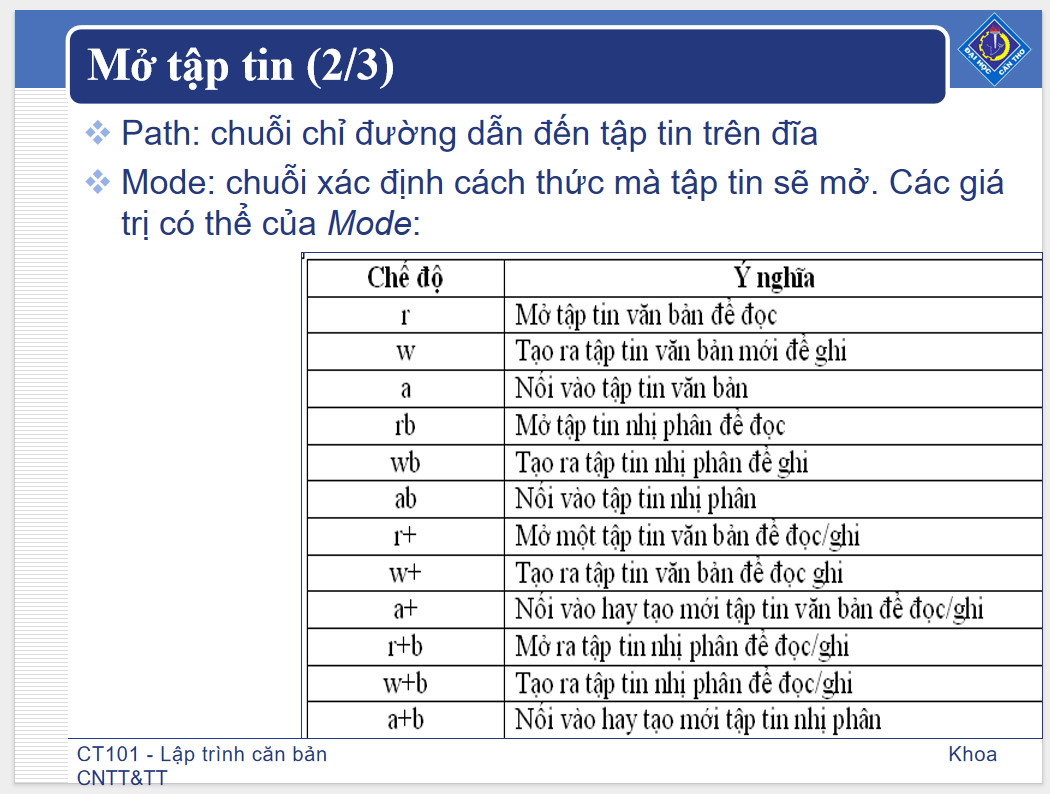 Mở tập tin (2/3)
ĐẠI HỌC CẦN THƠ
Path: chuỗi chỉ đường dẫn đến tập tin trên đĩa
Mode: chuỗi xác định cách thức mà tập tin sẽ mở. Các giá
trị có thể của Mode:
Chế độ Ý nghĩa
r Mở tập tin văn bản để đọc
w Tạo ra tập tin văn bản mới để ghi
a Nối vào tập tin văn bản
rb Mở tập tin nhị phân để đọc
wb Tạo ra tập tin nhị phân để ghi
ab Nối vào tập tin nhị phân
r+ Mở một tập tin văn bản để đọc/ghi
w+ Tạo ra tập tin văn bản để đọc ghi
a+ Nối vào hay tạo mới tập tin văn bản để đọc/ghi
r+b Mở ra tập tin nhị phân để đọc/ghi
w+b Tạo ra tập tin nhị phân để đọc/ghi
a+b Nối vào hay tạo mới tập tin nhị phân
CT101 - Lập trình căn bản Khoa
CNTT&TT